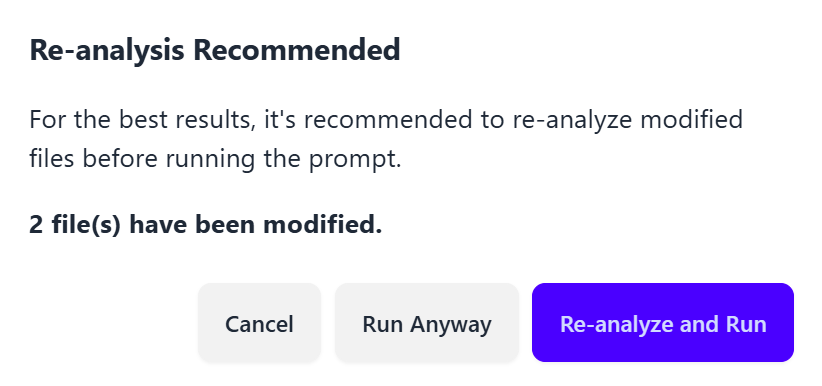 Re-analysis Recommended
For the best results, it's recommended to re-analyze modified
files before running the prompt.
2 file(s) have been modified.
Cancel
Run Anyway
Re-analyze and Run